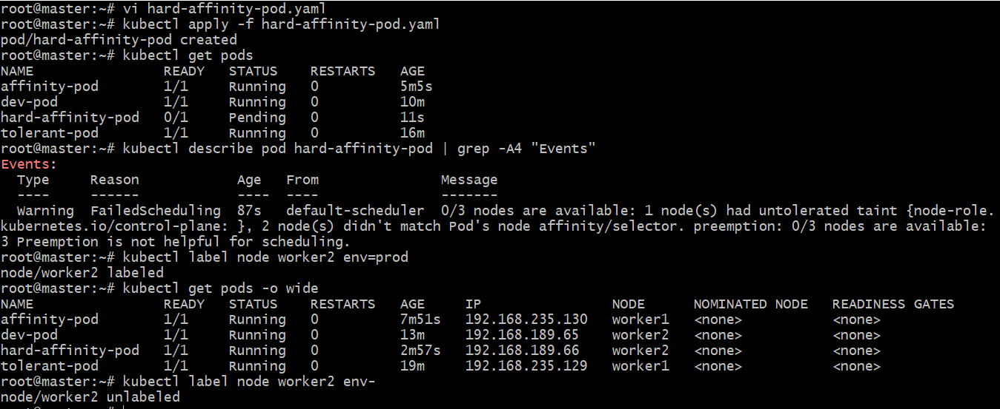 root@master:~# vi hard-affinity-pod.yaml
root@master:~# kubectl apply -f hard-affinity-pod.yaml
pod/hard-affinity-pod created
root@master:~# kubectl get pods
NAME                READY   STATUS    RESTARTS   AGE
affinity-pod        1/1     Running   0          5m5s
dev-pod             1/1     Running   0          10m
hard-affinity-pod   0/1     Pending   0          11s
tolerant-pod        1/1     Running   0          16m
root@master:~# kubectl describe pod hard-affinity-pod | grep -A4 "Events"
Events:
  Type     Reason            Age   From               Message
  ----     ------            ----  ----               -------
  Warning  FailedScheduling  87s   default-scheduler  0/3 nodes are available: 1 node(s) had untolerated taint {node-role.
kubernetes.io/control-plane: }, 2 node(s) didn't match Pod's node affinity/selector. preemption: 0/3 nodes are available:
3 Preemption is not helpful for scheduling.
root@master:~# kubectl label node worker2 env=prod
node/worker2 labeled
root@master:~# kubectl get pods -o wide
NAME                READY   STATUS    RESTARTS   AGE     IP                NODE      NOMINATED NODE   READINESS GATES
affinity-pod        1/1     Running   0          7m51s   192.168.235.130   worker1   <none>           <none>
dev-pod             1/1     Running   0          13m     192.168.189.65    worker2   <none>           <none>
hard-affinity-pod   1/1     Running   0          2m57s   192.168.189.66    worker2   <none>           <none>
tolerant-pod        1/1     Running   0          19m     192.168.235.129   worker1   <none>           <none>
root@master:~# kubectl label node worker2 env-
node/worker2 unlabeled